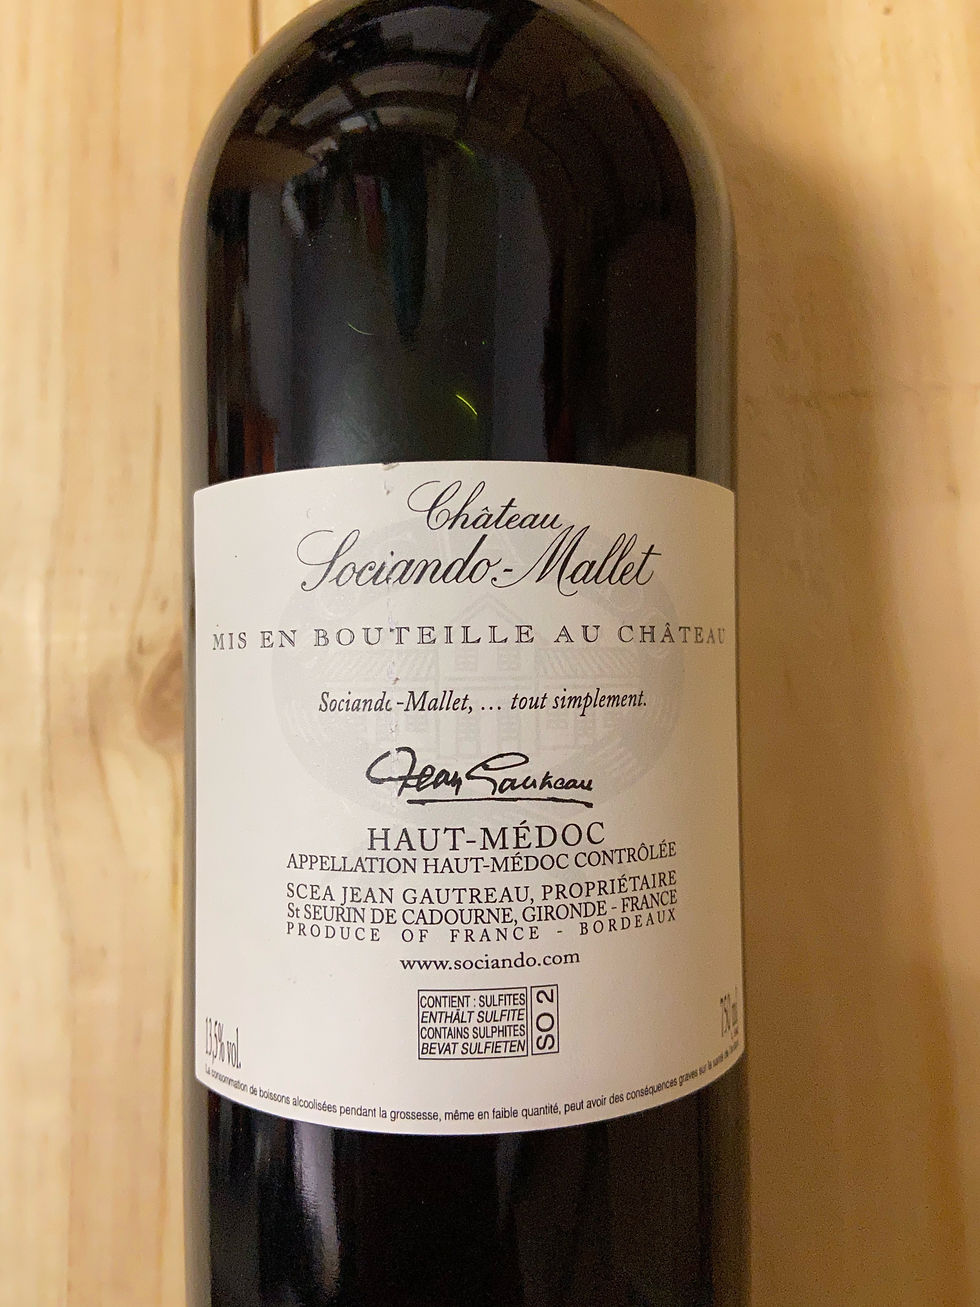 Château
Sociando-Mallet
MIS EN BOUTEILLE AU CHÂTEAU
Sociando-Mallet, ... tout simplement.
Jean Gautreau
HAUT-MÉDOC
APPELLATION HAUT-MÉDOC CONTRÔLÉE
SCEA JEAN GAUTREAU, PROPRIÉTAIRE
St SEURIN DE CADOURNE, GIRONDE - FRANCE
PRODUCE OF FRANCE - BORDEAUX
www.sociando.com
CONTIENT : SULFITES
ENTHÄLT SULFITE
CONTAINS SULPHITES
BEVAT SULFIETEN
SO2
13,5% vol.
750 ml
La consommation de boissons alcoolisées pendant la grossesse, même en faible quantité, peut avoir des conséquences graves sur la santé de